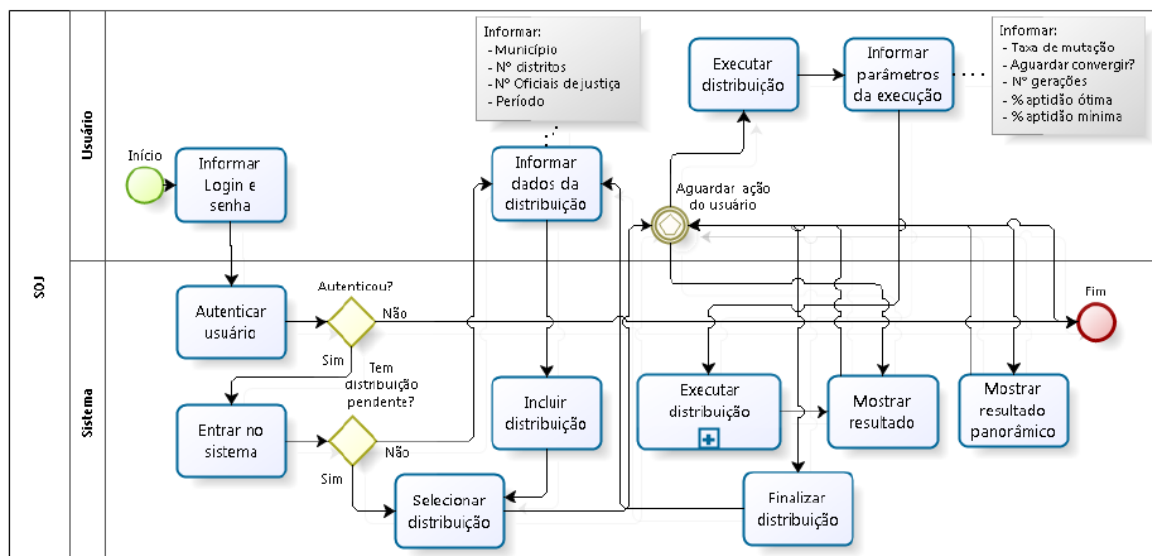 SOJ
Usuário
Sistema
Início
Informar
Login e
senha
Informar:
- Município
- Nº distritos
- Nº Oficiais de justiça
- Período
Informar
dados da
distribuição
Executar
distribuição
Informar
parâmetros
da execução
Informar:
- Taxa de mutação
- Aguardar convergir?
- Nº gerações
- % aptidão ótima
- % aptidão mínima
Aguardar ação
do usuário
Autenticar
usuário
Autenticou?
Não
Sim
Fim
Entrar no
sistema
Tem
distribuição
pendente?
Não
Sim
Incluir
distribuição
Selecionar
distribuição
Executar
distribuição
Mostrar
resultado
Mostrar
resultado
panorâmico
Finalizar
distribuição